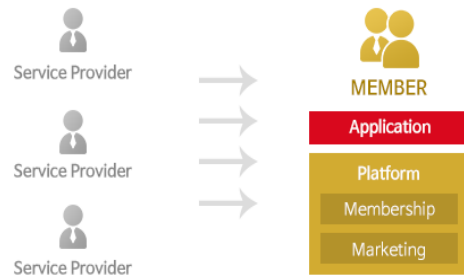 Service Provider
Service Provider
Service Provider
MEMBER
Application
Platform
Membership
Marketing